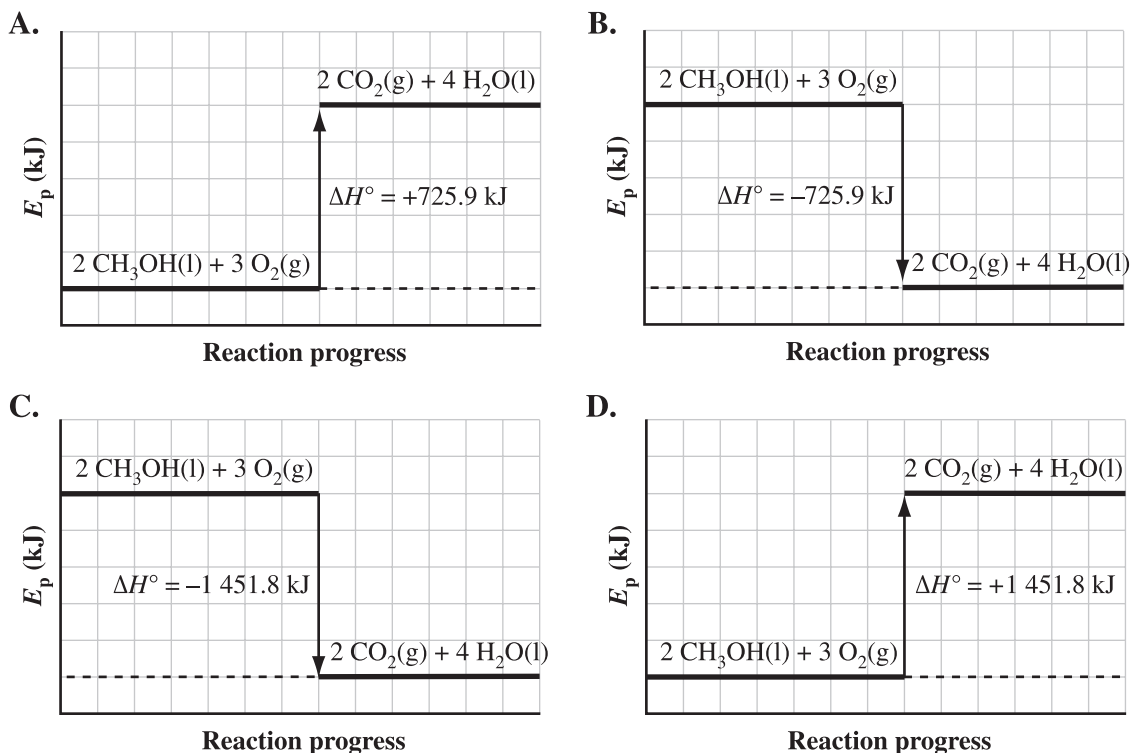 A.
2 CO₂(g) + 4 H₂O(l)
Eₚ (kJ)
ΔH° = +725.9 kJ
2 CH₃OH(l) + 3 O₂(g)
Reaction progress
B.
2 CH₃OH(l) + 3 O₂(g)
Eₚ (kJ)
ΔH° = –725.9 kJ
2 CO₂(g) + 4 H₂O(l)
Reaction progress
C.
2 CH₃OH(l) + 3 O₂(g)
Eₚ (kJ)
ΔH° = –1 451.8 kJ
2 CO₂(g) + 4 H₂O(l)
Reaction progress
D.
2 CO₂(g) + 4 H₂O(l)
Eₚ (kJ)
ΔH° = +1 451.8 kJ
2 CH₃OH(l) + 3 O₂(g)
Reaction progress